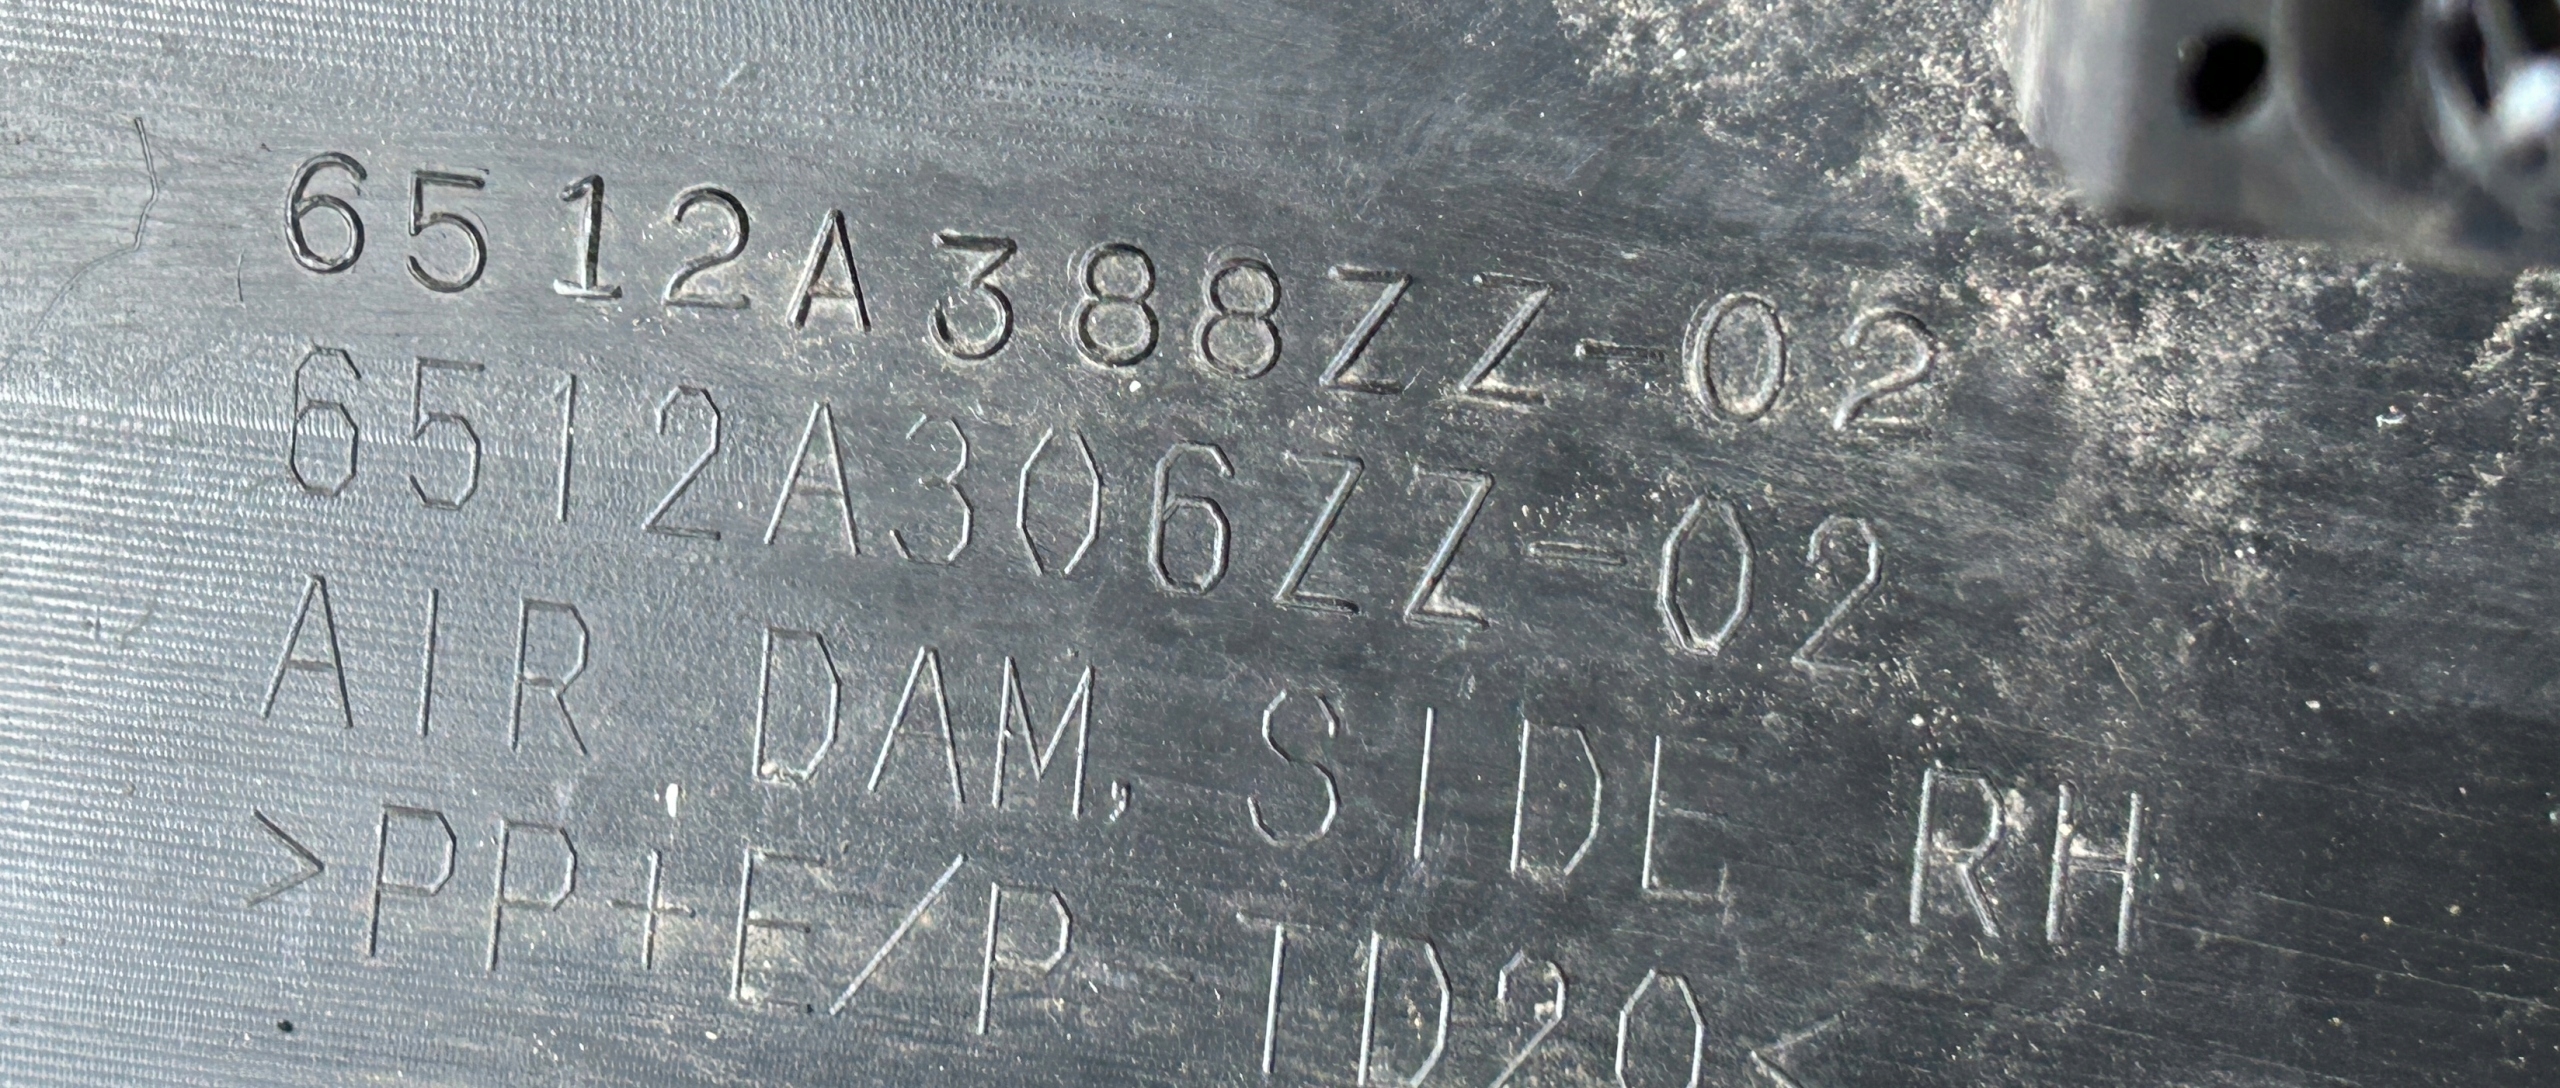 6512A388ZZ-02
6512A306ZZ-02
AIR DAM, SIDE RH
>PP+E/P TD20<